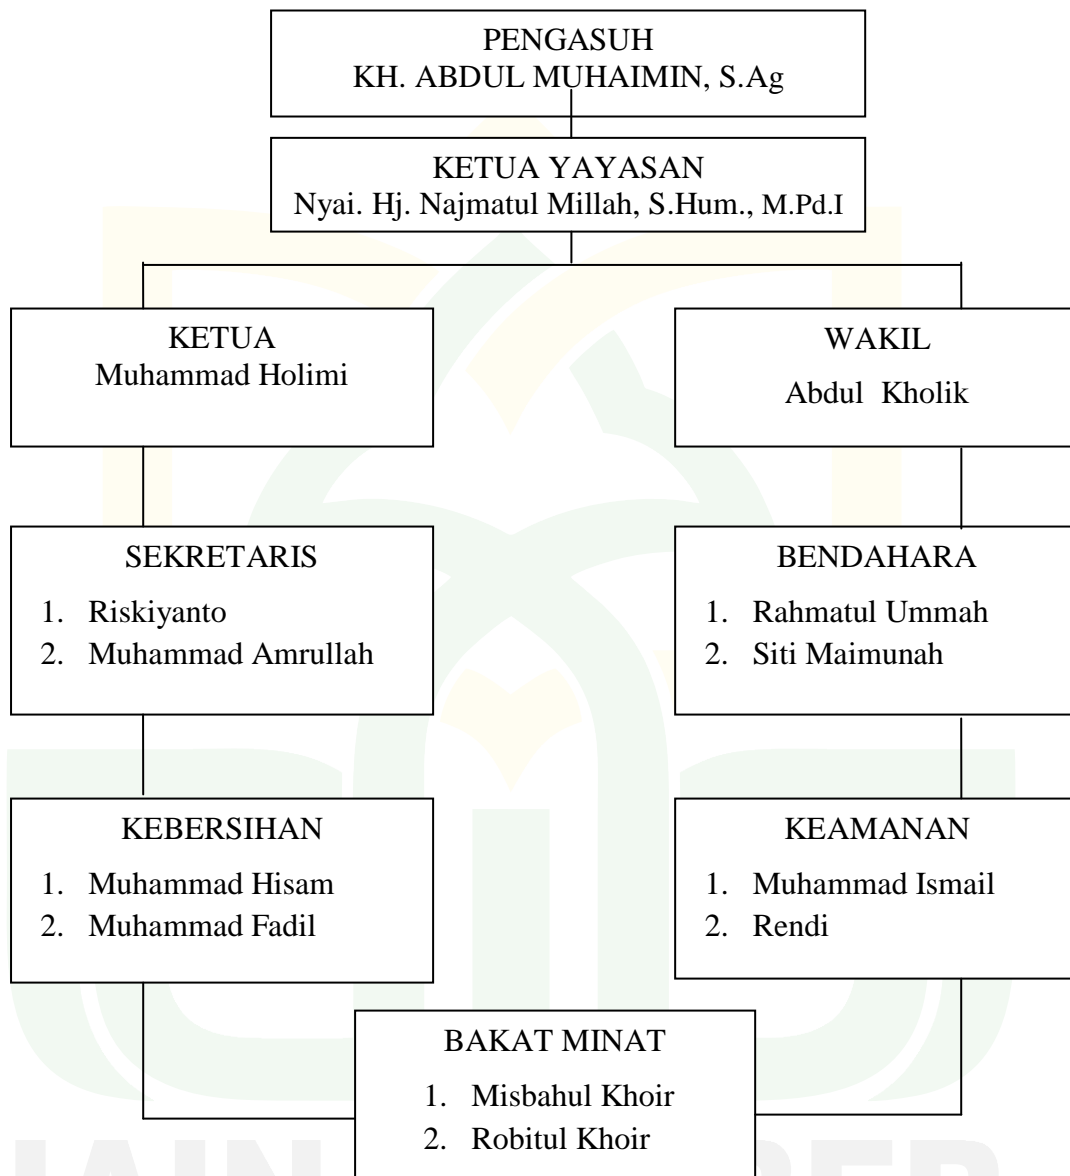 PENGASUH
KH. ABDUL MUHAIMIN, S.Ag
KETUA YAYASAN
Nyai. Hj. Najmatul Millah, S.Hum., M.Pd.I
KETUA
Muhammad Holimi
WAKIL
Abdul Kholik
SEKRETARIS
1. Riskiyanto
2. Muhammad Amrullah
BENDAHARA
1. Rahmatul Ummah
2. Siti Maimunah
KEBERSIHAN
1. Muhammad Hisam
2. Muhammad Fadil
KEAMANAN
1. Muhammad Ismail
2. Rendi
BAKAT MINAT
1. Misbahul Khoir
2. Robitul Khoir